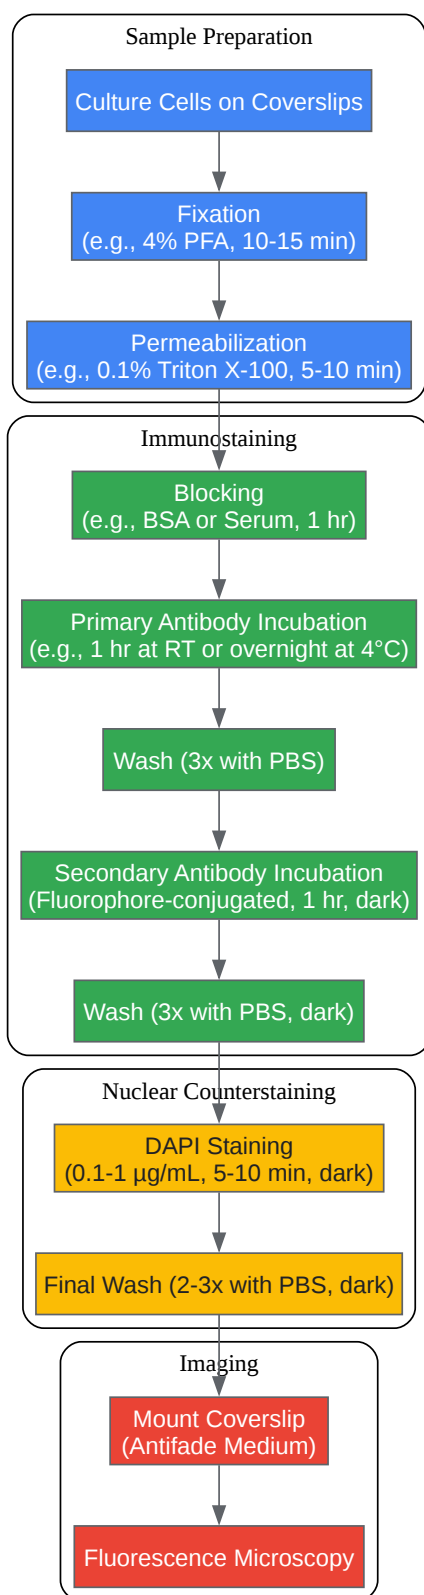 Sample Preparation
Culture Cells on Coverslips
Fixation
(e.g., 4% PFA, 10-15 min)
Permeabilization
(e.g., 0.1% Triton X-100, 5-10 min)
Immunostaining
Blocking
(e.g., BSA or Serum, 1 hr)
Primary Antibody Incubation
(e.g., 1 hr at RT or overnight at 4°C)
Wash (3x with PBS)
Secondary Antibody Incubation
(Fluorophore-conjugated, 1 hr, dark)
Wash (3x with PBS, dark)
Nuclear Counterstaining
DAPI Staining
(0.1-1 µg/mL, 5-10 min, dark)
Final Wash (2-3x with PBS, dark)
Imaging
Mount Coverslip
(Antifade Medium)
Fluorescence Microscopy